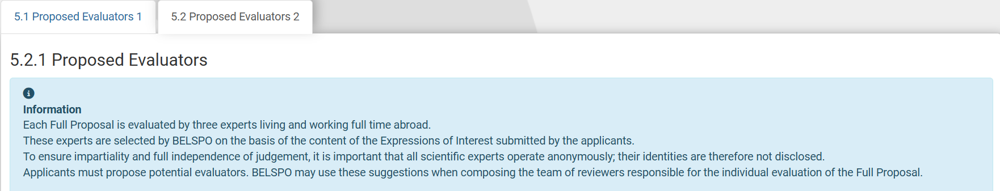 5.1 Proposed Evaluators 1
5.2 Proposed Evaluators 2
5.2.1 Proposed Evaluators
Information
Each Full Proposal is evaluated by three experts living and working full time abroad.
These experts are selected by BELSPO on the basis of the content of the Expressions of Interest submitted by the applicants.
To ensure impartiality and full independence of judgement, it is important that all scientific experts operate anonymously; their identities are therefore not disclosed.
Applicants must propose potential evaluators. BELSPO may use these suggestions when composing the team of reviewers responsible for the individual evaluation of the Full Proposal.